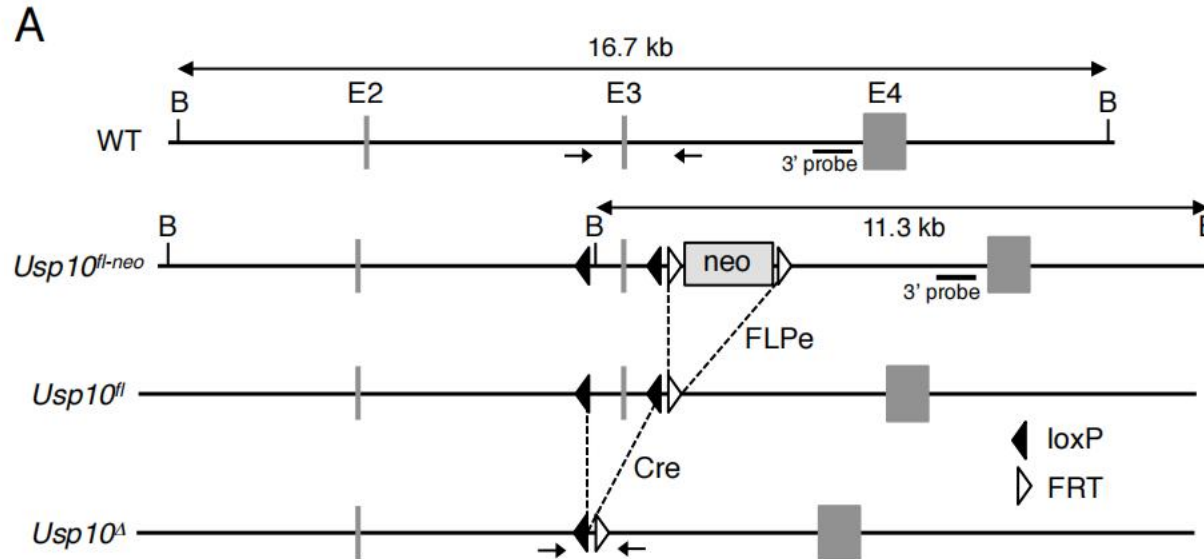 A
16.7 kb
B E2 E3 E4 B
WT
3' probe
B B 11.3 kb
Usp10fl-neo neo
3' probe
FLPe
Usp10fl
loxP
Cre
FRT
Usp10Δ